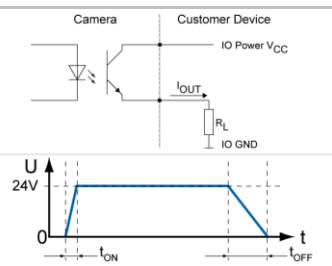 Camera Customer Device
IO Power VCC
IOUT
RL
IO GND
U
24V
0
t
tON
tOFF